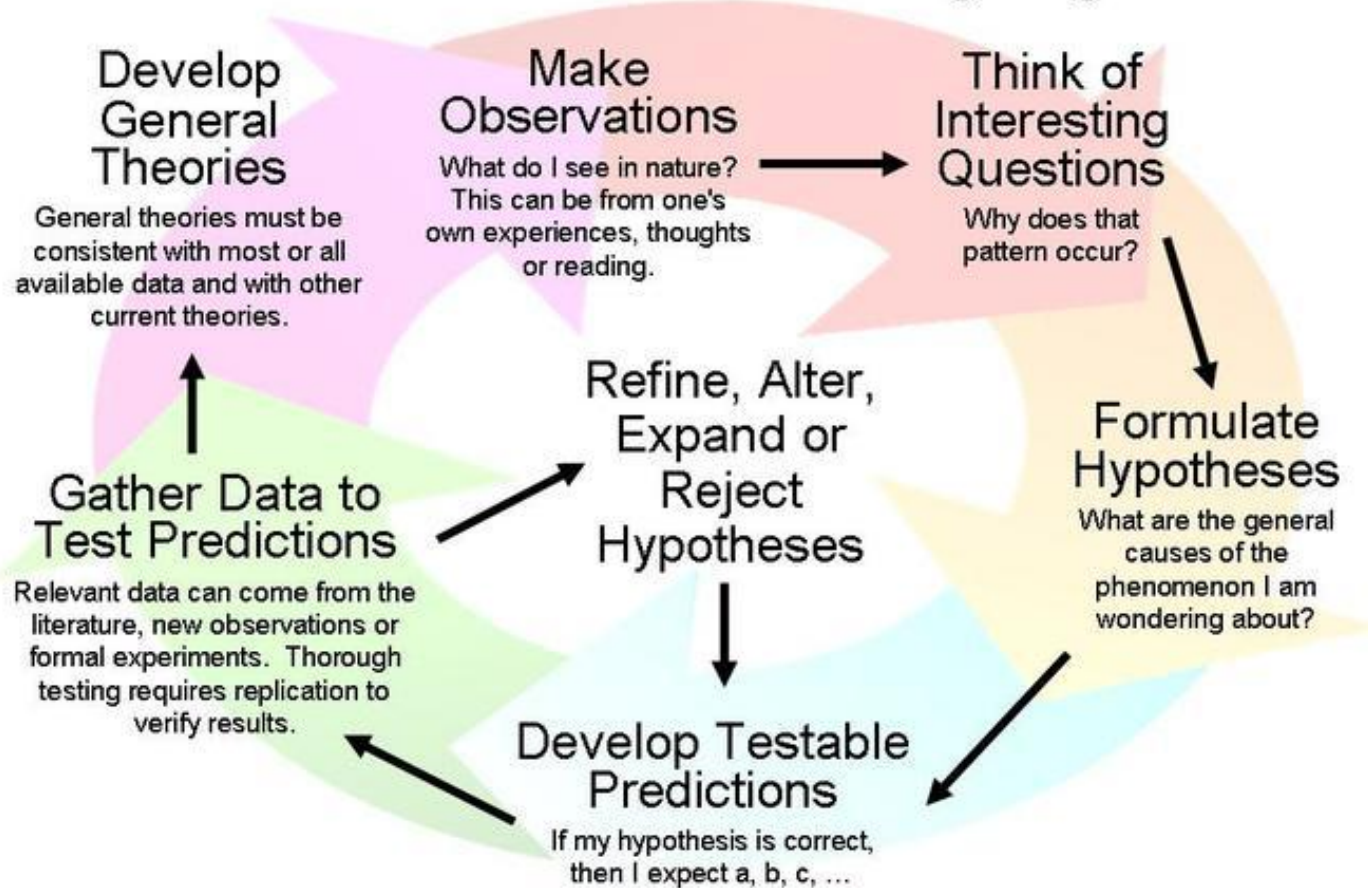 Make
Observations
What do I see in nature?
This can be from one's
own experiences, thoughts
or reading.
Think of
Interesting
Questions
Why does that
pattern occur?
Formulate
Hypotheses
What are the general
causes of the
phenomenon I am
wondering about?
Develop Testable
Predictions
If my hypothesis is correct,
then I expect a, b, c, ...
Gather Data to
Test Predictions
Relevant data can come from the
literature, new observations or
formal experiments. Thorough
testing requires replication to
verify results.
Refine, Alter,
Expand or
Reject
Hypotheses
Develop
General
Theories
General theories must be
consistent with most or all
available data and with other
current theories.